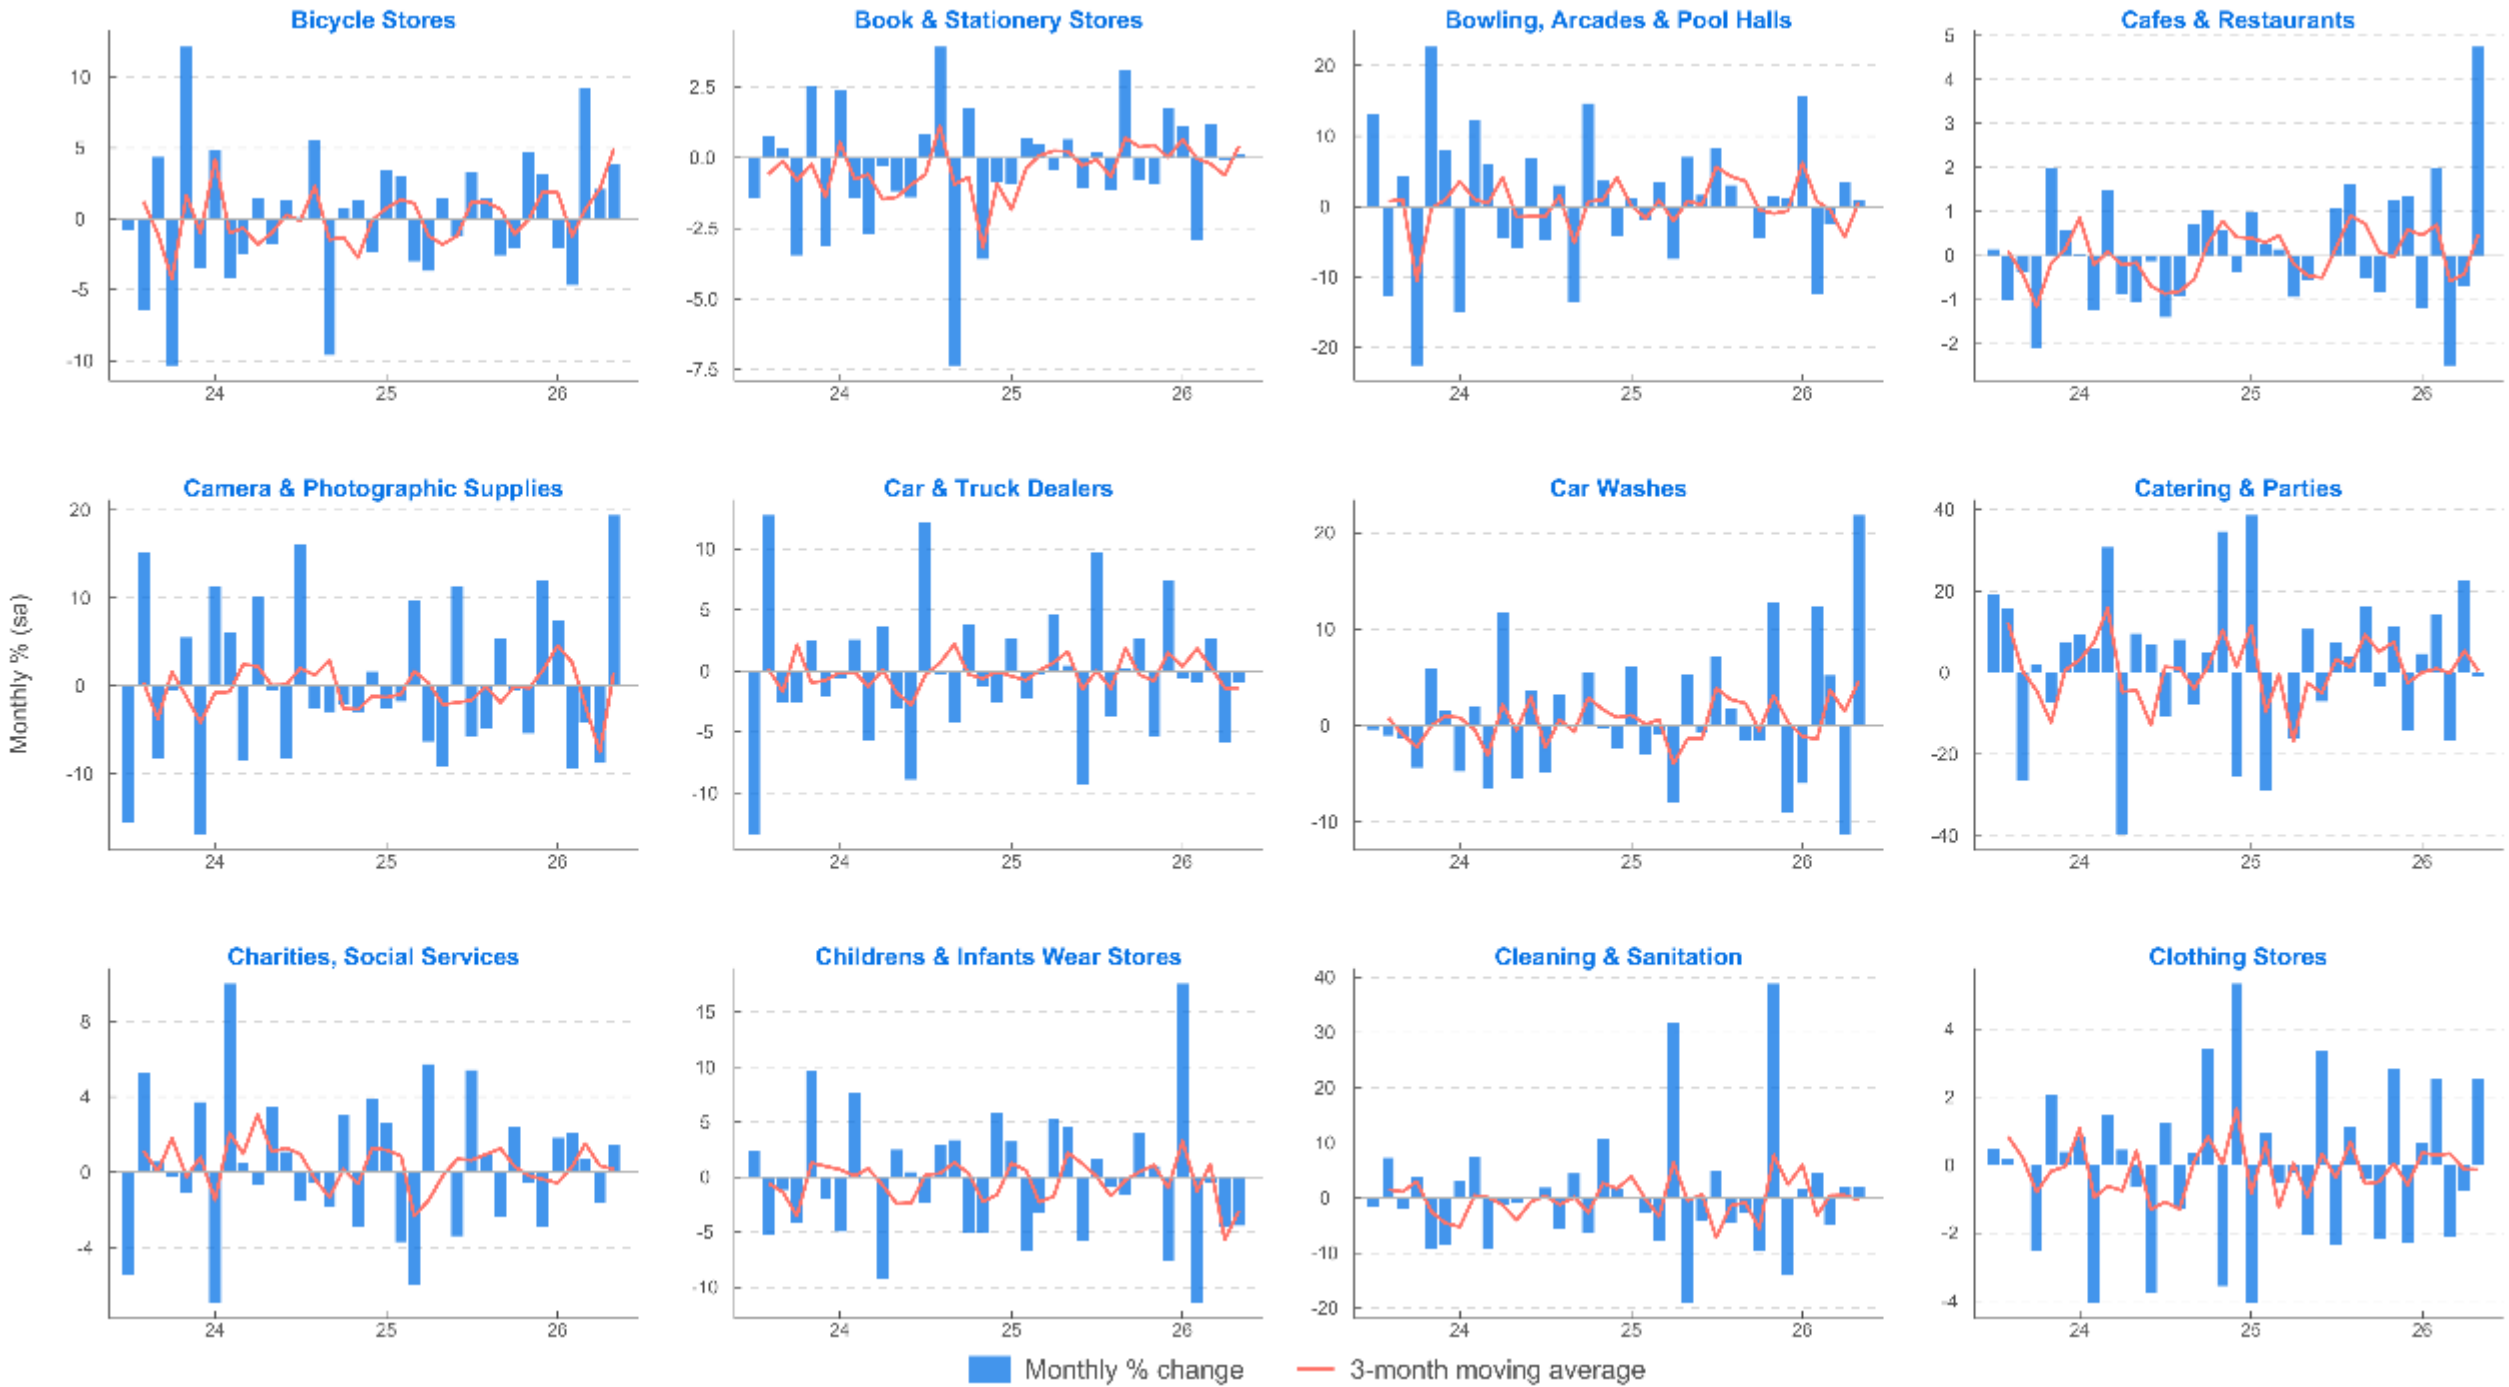 Bicycle Stores
10
5
0
-5
-10
24 25 26
Book & Stationery Stores
2.5
0.0
-2.5
-5.0
-7.5
24 25 26
Bowling, Arcades & Pool Halls
20
10
0
-10
-20
24 25 26
Cafes & Restaurants
5
4
3
2
1
0
-1
-2
24 25 26
Monthly % (sa)
Camera & Photographic Supplies
20
10
0
-10
24 25 26
Car & Truck Dealers
10
5
0
-5
-10
24 25 26
Car Washes
20
10
0
-10
24 25 26
Catering & Parties
40
20
0
-20
-40
24 25 26
Charities, Social Services
8
4
0
-4
24 25 26
Childrens & Infants Wear Stores
15
10
5
0
-5
-10
24 25 26
Cleaning & Sanitation
40
30
20
10
0
-10
-20
24 25 26
Clothing Stores
4
2
0
-2
-4
24 25 26
Monthly % change 3-month moving average